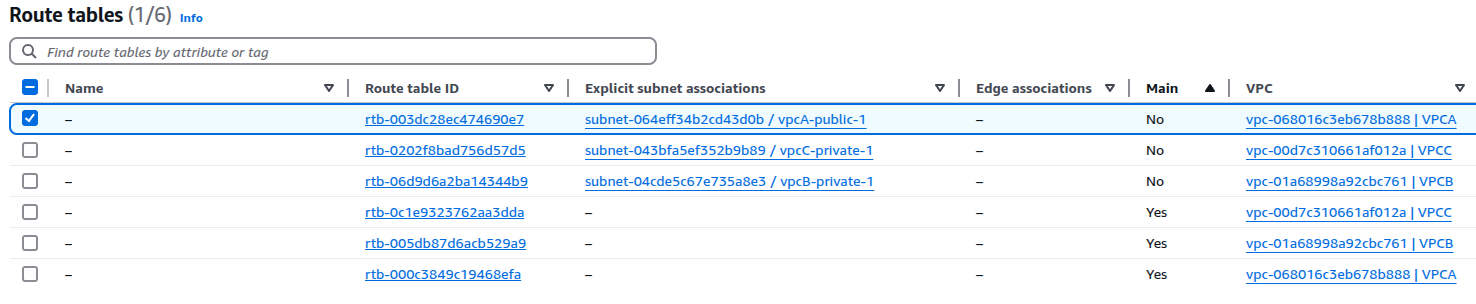 Route tables (1/6) Info
Find route tables by attribute or tag
Name Route table ID Explicit subnet associations Edge associations Main VPC
– rtb-003dc28ec474690e7 subnet-064eff34b2cd43d0b / vpcA-public-1 – No vpc-068016c3eb678b888 | VPCA
– rtb-0202f8bad756d57d5 subnet-043bfa5ef352b9b89 / vpcC-private-1 – No vpc-00d7c310661af012a | VPCC
– rtb-06d9d6a2ba14344b9 subnet-04cde5c67e735a8e3 / vpcB-private-1 – No vpc-01a68998a92cbc761 | VPCB
– rtb-0c1e9323762aa3dda – – Yes vpc-00d7c310661af012a | VPCC
– rtb-005db87d6acb529a9 – – Yes vpc-01a68998a92cbc761 | VPCB
– rtb-000c3849c19468efa – – Yes vpc-068016c3eb678b888 | VPCA